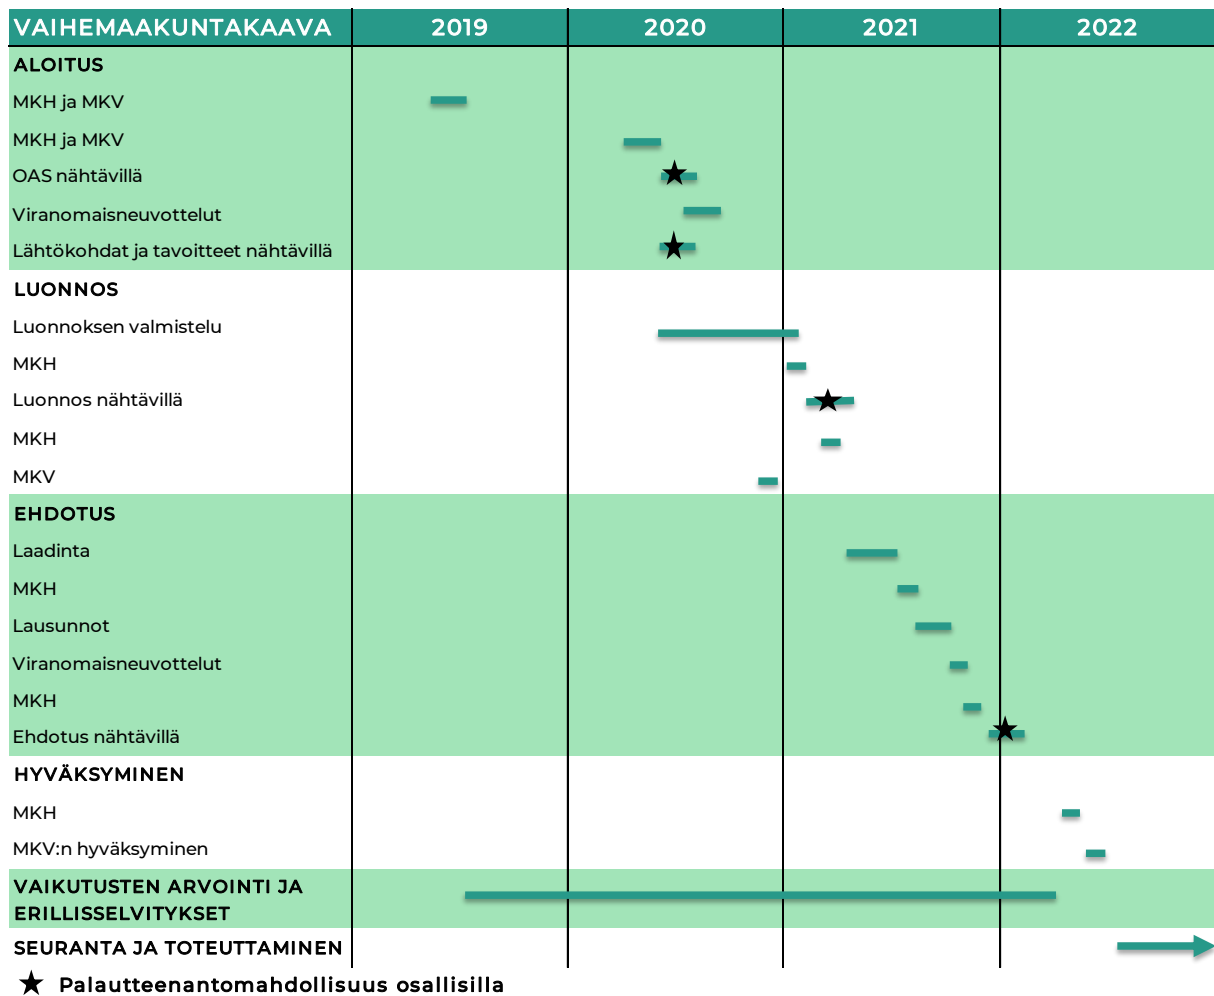 VAIHEMAAKUNTAKAAVA 2019 2020 2021 2022
ALOITUS
MKH ja MKV
MKH ja MKV
OAS nähtävillä
Viranomaisneuvottelut
Lähtökohdat ja tavoitteet nähtävillä
LUONNOS
Luonnoksen valmistelu
MKH
Luonnos nähtävillä
MKH
MKV
EHDOTUS
Laadinta
MKH
Lausunnot
Viranomaisneuvottelut
MKH
Ehdotus nähtävillä
HYVÄKSYMINEN
MKH
MKV:n hyväksyminen
VAIKUTUSTEN ARVOINTI JA
ERILLISSELVITYKSET
SEURANTA JA TOTEUTTAMINEN
Palautteenantomahdollisuus osallisilla